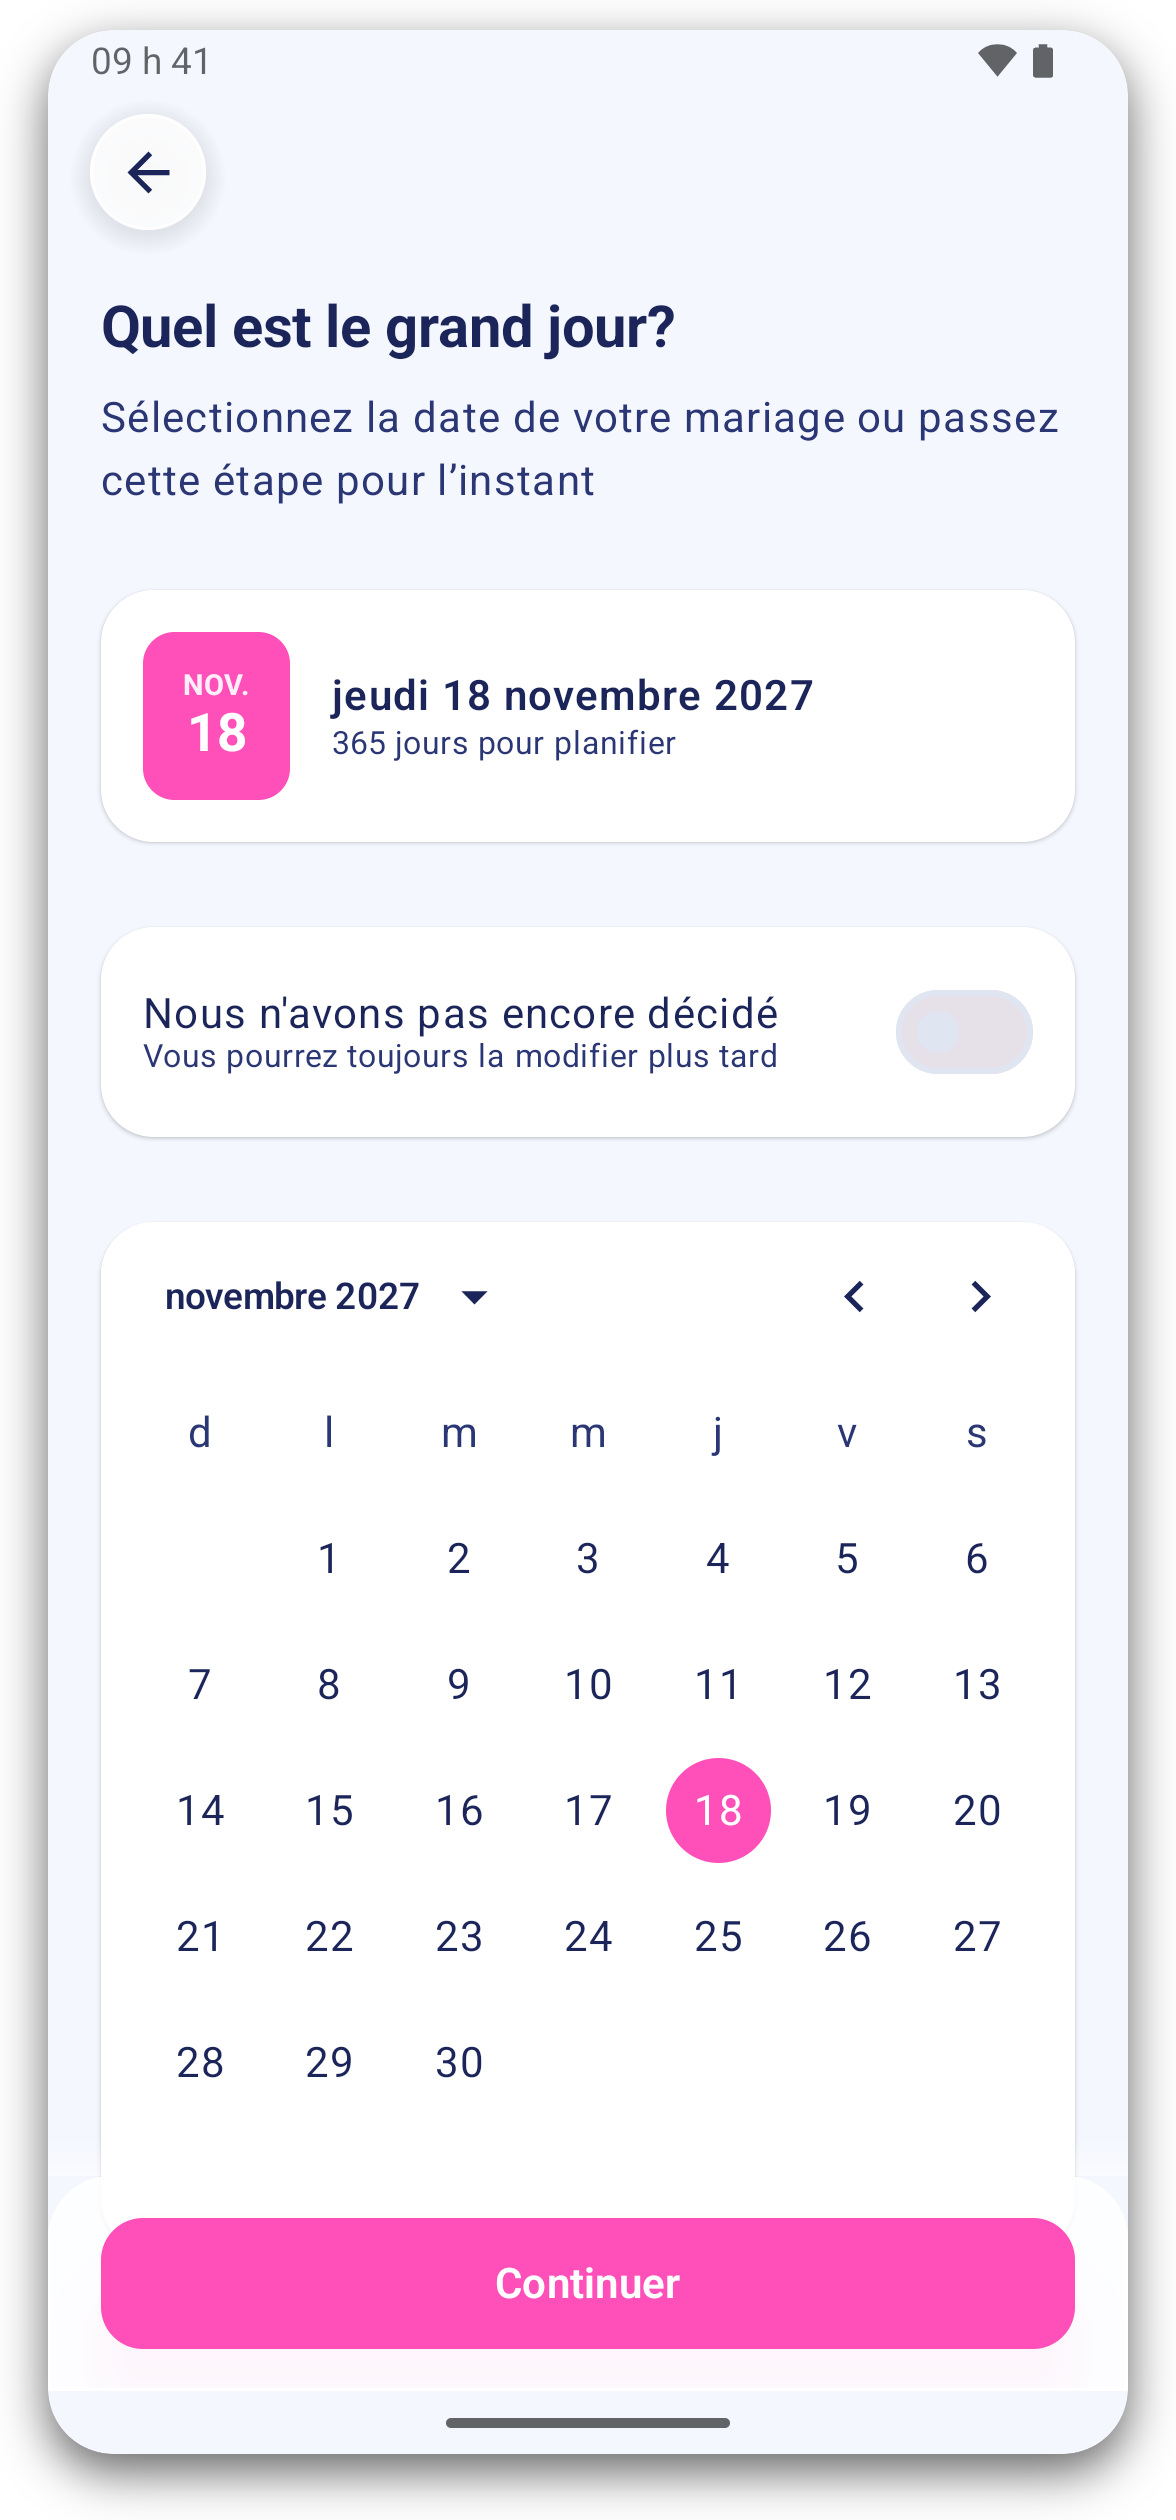 09 h 41
Quel est le grand jour?
Sélectionnez la date de votre mariage ou passez
cette étape pour l’instant
NOV.
18
jeudi 18 novembre 2027
365 jours pour planifier
Nous n'avons pas encore décidé
Vous pourrez toujours la modifier plus tard
novembre 2027
d l m m j v s
1 2 3 4 5 6
7 8 9 10 11 12 13
14 15 16 17 18 19 20
21 22 23 24 25 26 27
28 29 30
Continuer